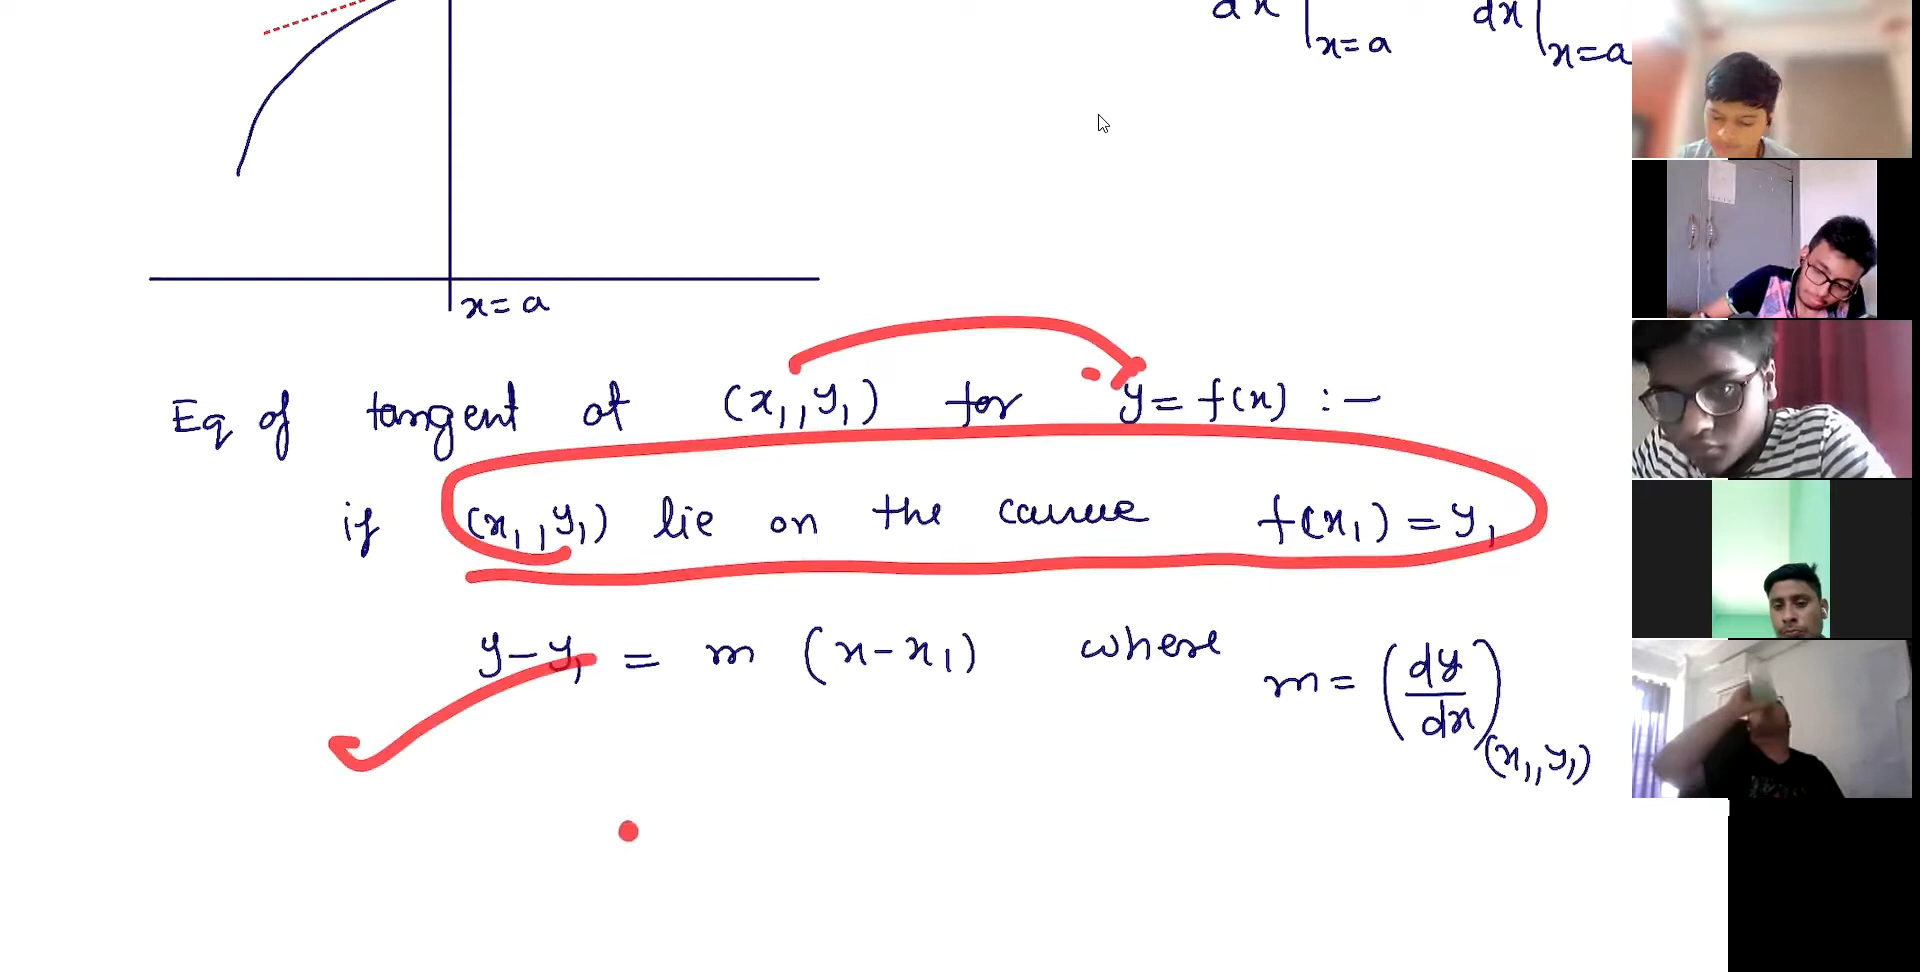 dx | x=a dx | x=a
x=a
Eq of tangent at (x₁,y₁) for y=f(x) :-
if (x₁,y₁) lie on the curve f(x₁)=y₁
y-y₁ = m (x-x₁) where m= (dy/dx)(x₁,y₁)